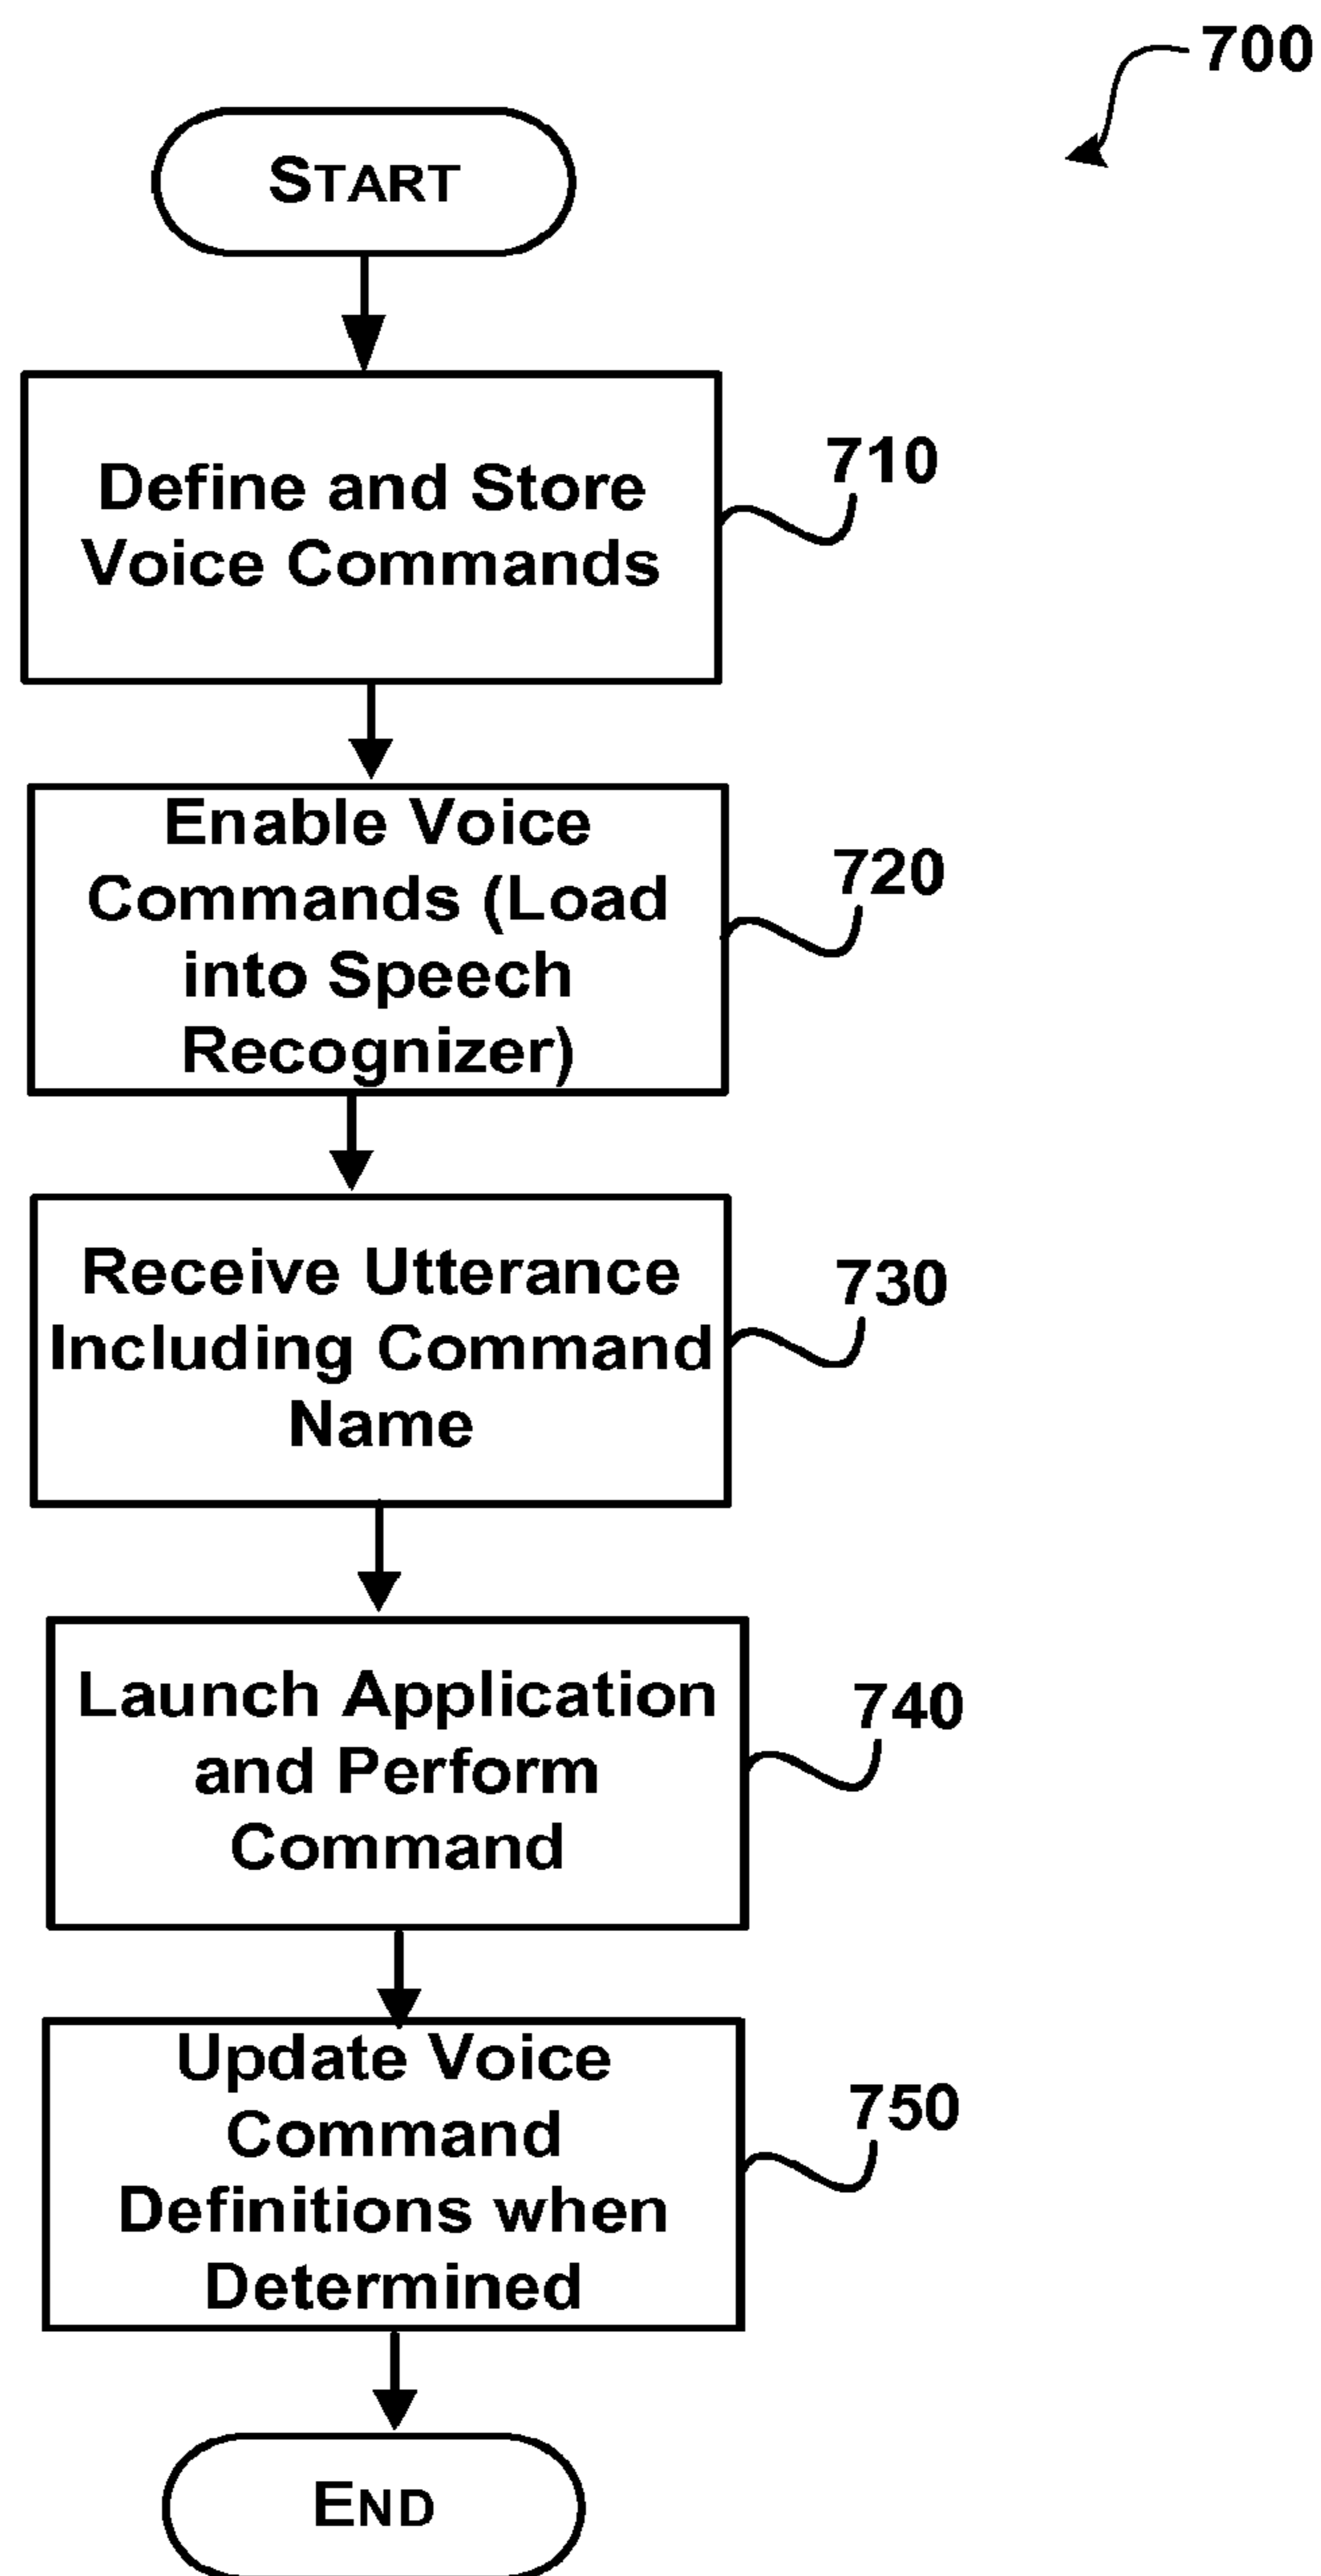 700
START
Define and Store
Voice Commands
710
Enable Voice
Commands (Load
into Speech
Recognizer)
720
Receive Utterance
Including Command
Name
730
Launch Application
and Perform
Command
740
Update Voice
Command
Definitions when
Determined
750
END